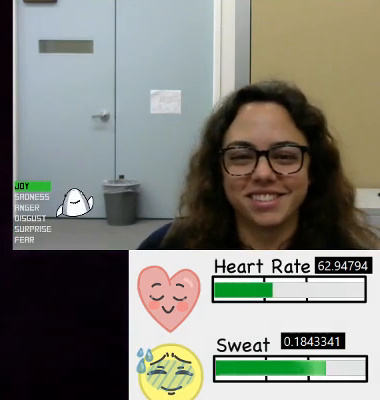 JOY
SADNESS
ANGER
DISGUST
SURPRISE
FEAR
Heart Rate 62.94794
Sweat 0.1843341